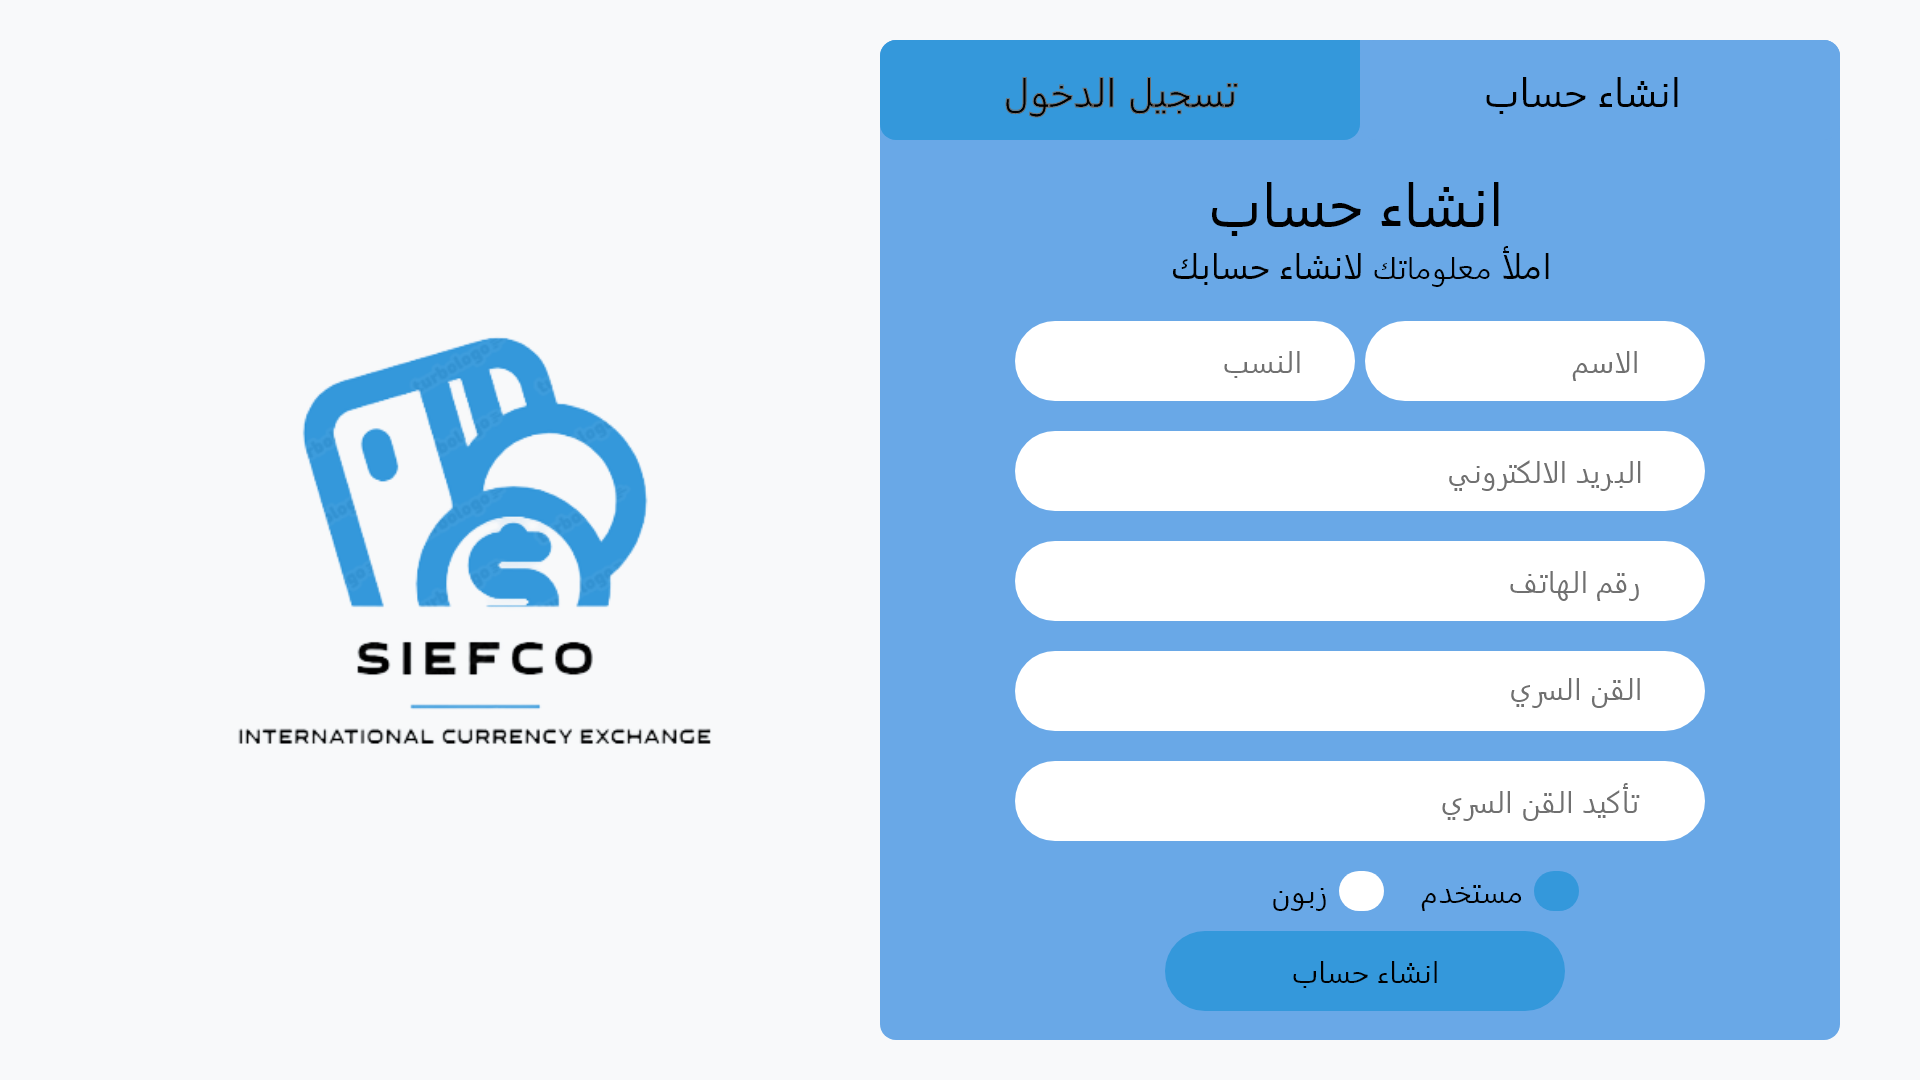 انشاء حساب
تسجيل الدخول
انشاء حساب
املأ معلوماتك لانشاء حسابك
الاسم
النسب
البريد الالكتروني
رقم الهاتف
القن السري
تأكيد القن السري
مستخدم
زبون
انشاء حساب
SIEFCO
INTERNATIONAL CURRENCY EXCHANGE